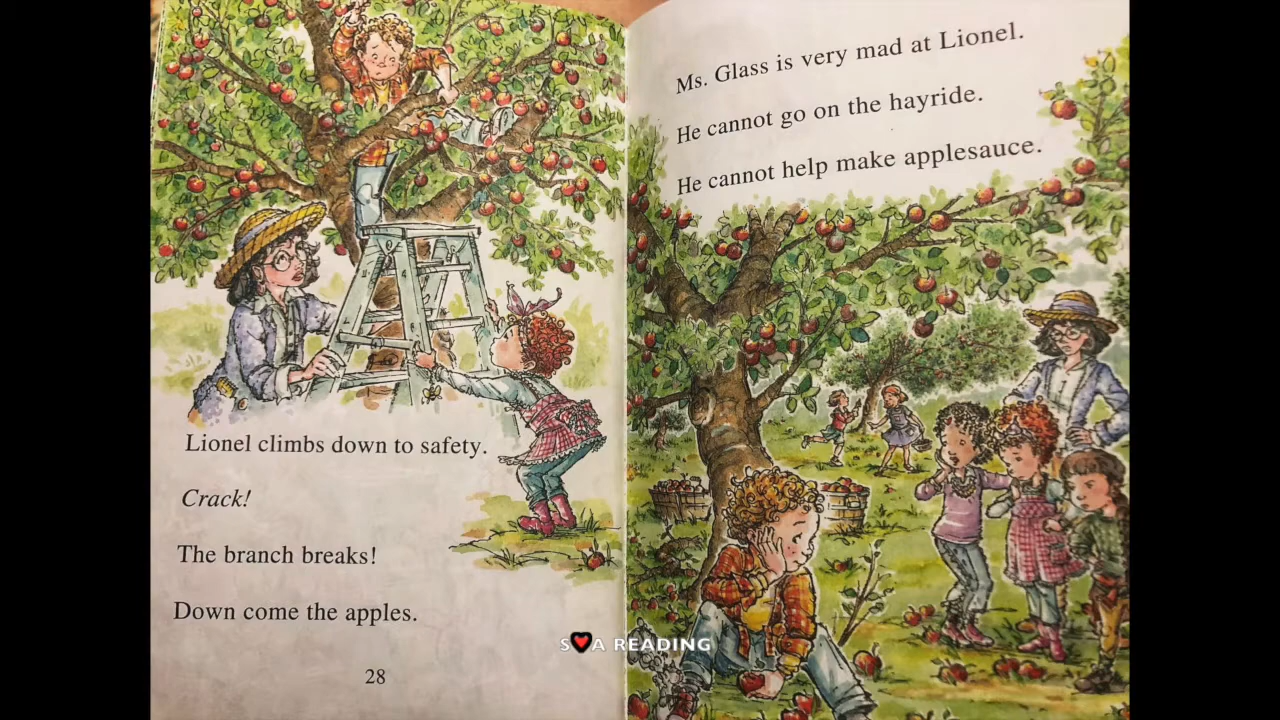 Lionel climbs down to safety.
Crack!
The branch breaks!
Down come the apples.
28
Ms. Glass is very mad at Lionel.
He cannot go on the hayride.
He cannot help make applesauce.
S❤A READING